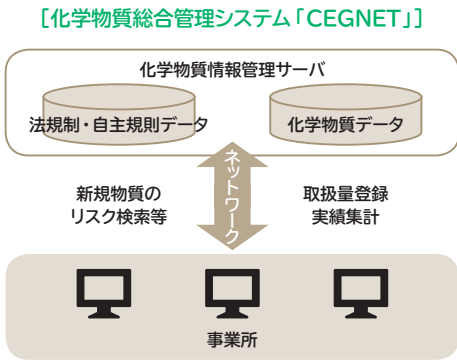 [化学物質総合管理システム「CEGNET」]
化学物質情報管理サーバ
法規制・自主規則データ
化学物質データ
ネットワーク
新規物質の
リスク検索等
取扱量登録
実績集計
事業所